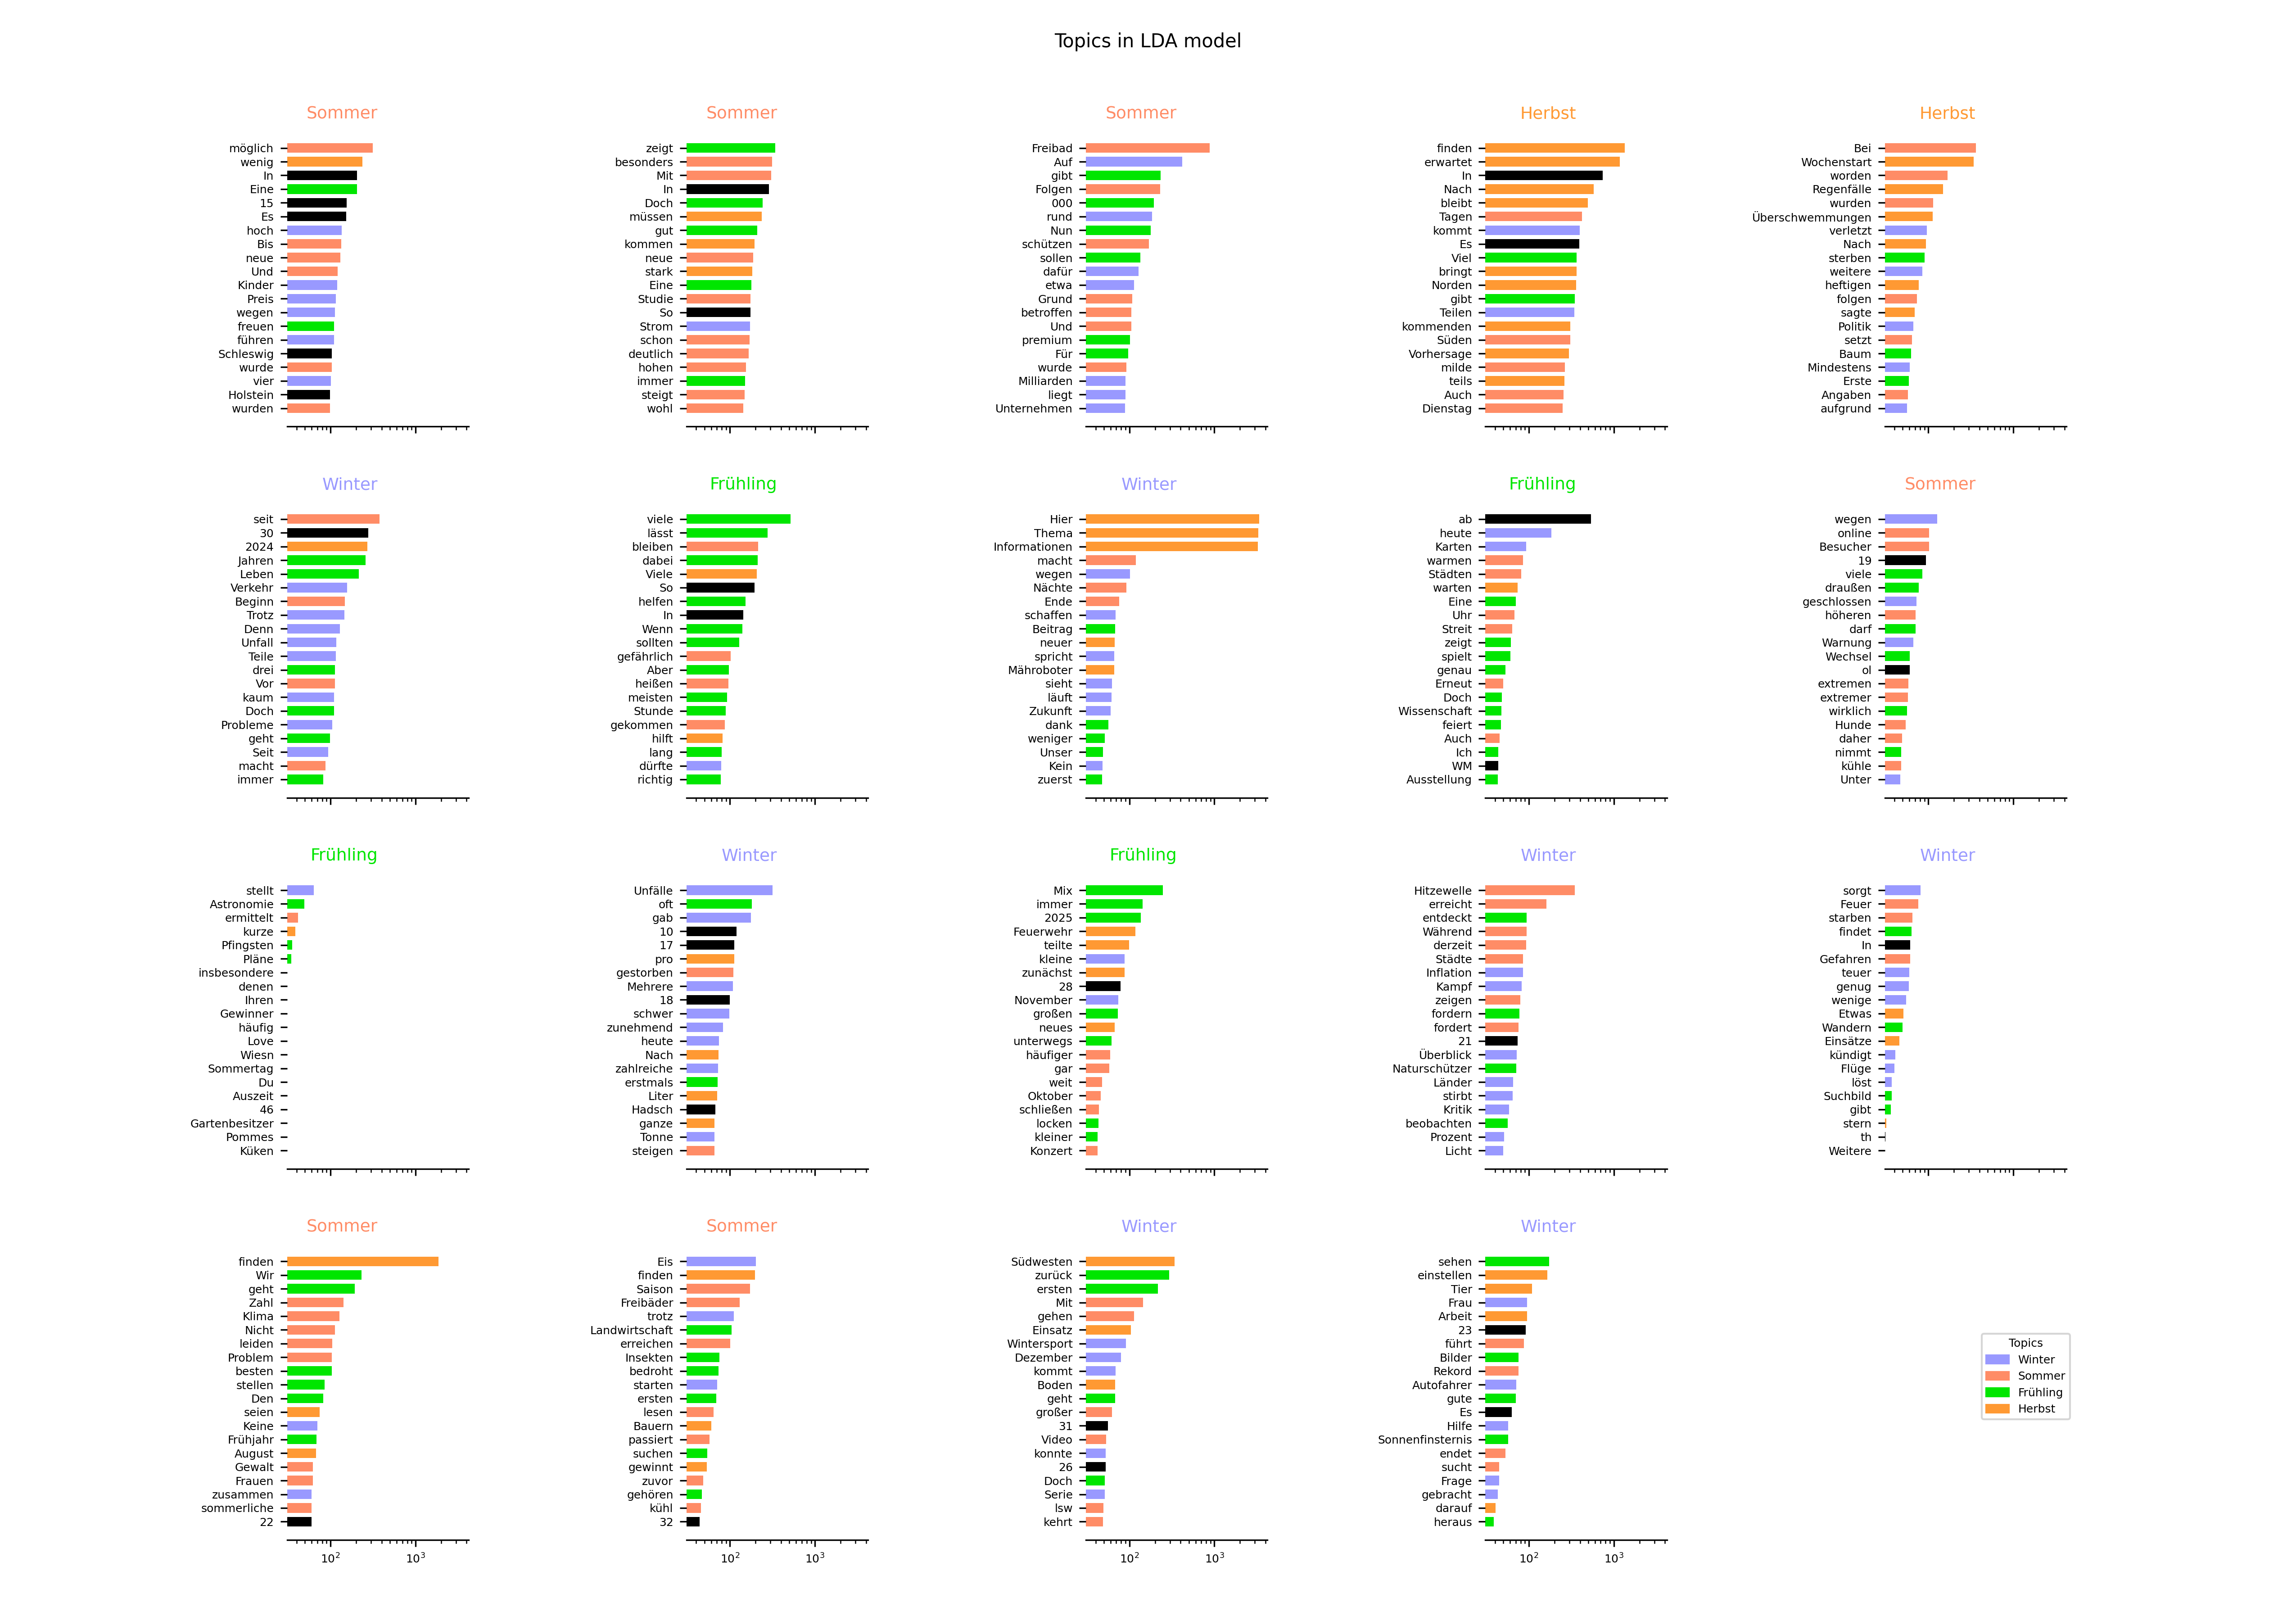 Topics in LDA model
Sommer
möglich
wenig
In
Eine
15
Es
hoch
Bis
neue
Und
Kinder
Preis
wegen
freuen
führen
Schleswig
wurde
vier
Holstein
wurden
Sommer
zeigt
besonders
Mit
In
Doch
müssen
gut
kommen
neue
stark
Eine
Studie
So
Strom
schon
deutlich
hohen
immer
steigt
wohl
Sommer
Freibad
Auf
gibt
Folgen
000
rund
Nun
schützen
sollen
dafür
etwa
Grund
betroffen
Und
premium
Für
wurde
Milliarden
liegt
Unternehmen
Herbst
finden
erwartet
In
Nach
bleibt
Tagen
kommt
Es
Viel
bringt
Norden
gibt
Teilen
kommenden
Süden
Vorhersage
milde
teils
Auch
Dienstag
Herbst
Bei
Wochenstart
worden
Regenfälle
wurden
Überschwemmungen
verletzt
Nach
sterben
weitere
heftigen
folgen
sagte
Politik
setzt
Baum
Mindestens
Erste
Angaben
aufgrund
Winter
seit
30
2024
Jahren
Leben
Verkehr
Beginn
Trotz
Denn
Unfall
Teile
drei
Vor
kaum
Doch
Probleme
geht
Seit
macht
immer
Frühling
viele
lässt
bleiben
dabei
Viele
So
helfen
In
Wenn
sollten
gefährlich
Aber
heißen
meisten
Stunde
gekommen
hilft
lang
dürfte
richtig
Winter
Hier
Thema
Informationen
macht
wegen
Nächte
Ende
schaffen
Beitrag
neuer
spricht
Mähroboter
sieht
läuft
Zukunft
dank
weniger
Unser
Kein
zuerst
Frühling
ab
heute
Karten
warmen
Städten
warten
Eine
Uhr
Streit
zeigt
spielt
genau
Erneut
Doch
Wissenschaft
feiert
Auch
Ich
WM
Ausstellung
Sommer
wegen
online
Besucher
19
viele
draußen
geschlossen
höheren
darf
Warnung
Wechsel
ol
extremen
extremer
wirklich
Hunde
daher
nimmt
kühle
Unter
Frühling
stellt
Astronomie
ermittelt
kurze
Pfingsten
Pläne
insbesondere
denen
Ihren
Gewinner
häufig
Love
Wiesn
Sommertag
Du
Auszeit
46
Gartenbesitzer
Pommes
Küken
Winter
Unfälle
oft
gab
10
17
pro
gestorben
Mehrere
18
schwer
zunehmend
heute
Nach
zahlreiche
erstmals
Liter
Hadsch
ganze
Tonne
steigen
Frühling
Mix
immer
2025
Feuerwehr
teilte
kleine
zunächst
28
November
großen
neues
unterwegs
häufiger
gar
weit
Oktober
schließen
locken
kleiner
Konzert
Winter
Hitzewelle
erreicht
entdeckt
Während
derzeit
Städte
Inflation
Kampf
zeigen
fordern
fordert
21
Überblick
Naturschützer
Länder
stirbt
Kritik
beobachten
Prozent
Licht
Winter
sorgt
Feuer
starben
findet
In
Gefahren
teuer
genug
wenige
Etwas
Wandern
Einsätze
kündigt
Flüge
löst
Suchbild
gibt
stern
th
Weitere
Sommer
finden
Wir
geht
Zahl
Klima
Nicht
leiden
Problem
besten
stellen
Den
seien
Keine
Frühjahr
August
Gewalt
Frauen
zusammen
sommerliche
22
10² 10³
Sommer
Eis
finden
Saison
Freibäder
trotz
Landwirtschaft
erreichen
Insekten
bedroht
starten
ersten
lesen
Bauern
passiert
suchen
gewinnt
zuvor
gehören
kühl
32
10² 10³
Winter
Südwesten
zurück
ersten
Mit
gehen
Einsatz
Wintersport
Dezember
kommt
Boden
geht
großer
31
Video
konnte
26
Doch
Serie
lsw
kehrt
10² 10³
Winter
sehen
einstellen
Tier
Frau
Arbeit
23
führt
Bilder
Rekord
Autofahrer
gute
Es
Hilfe
Sonnenfinsternis
endet
sucht
Frage
gebracht
darauf
heraus
10² 10³
Topics
Winter
Sommer
Frühling
Herbst